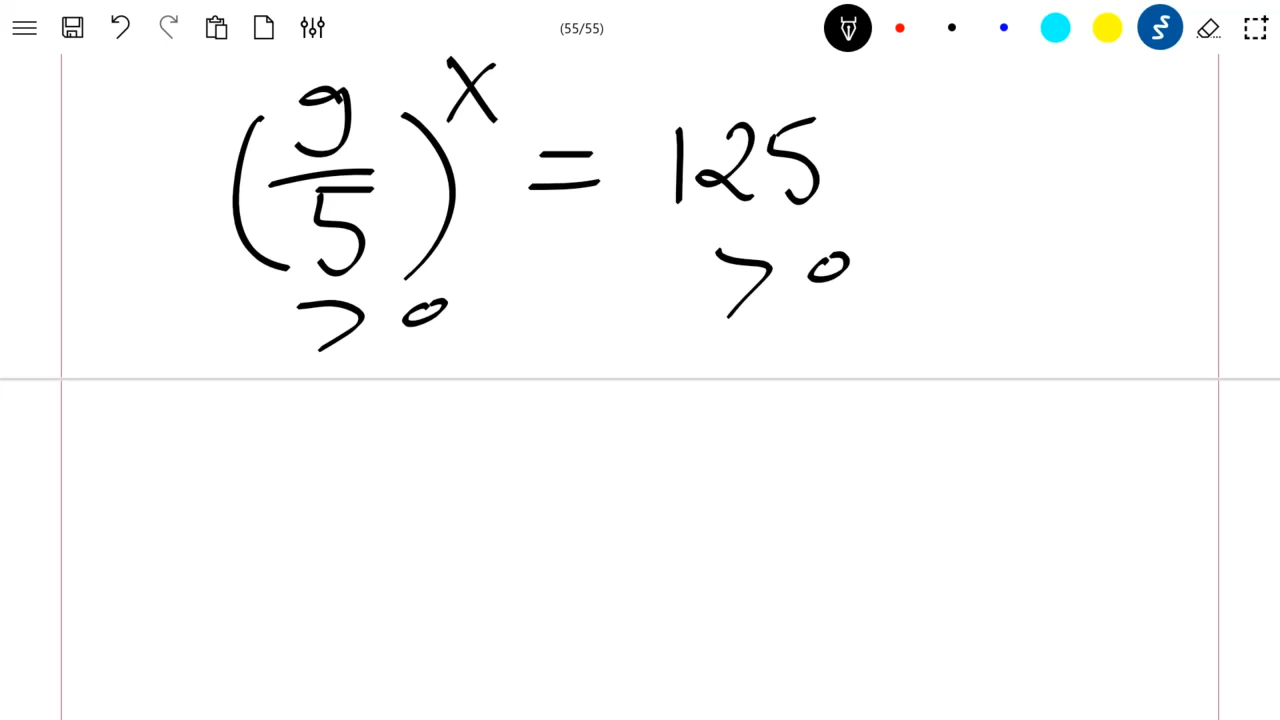 (55/55)
(9/5)^x = 125
> 0 > 0